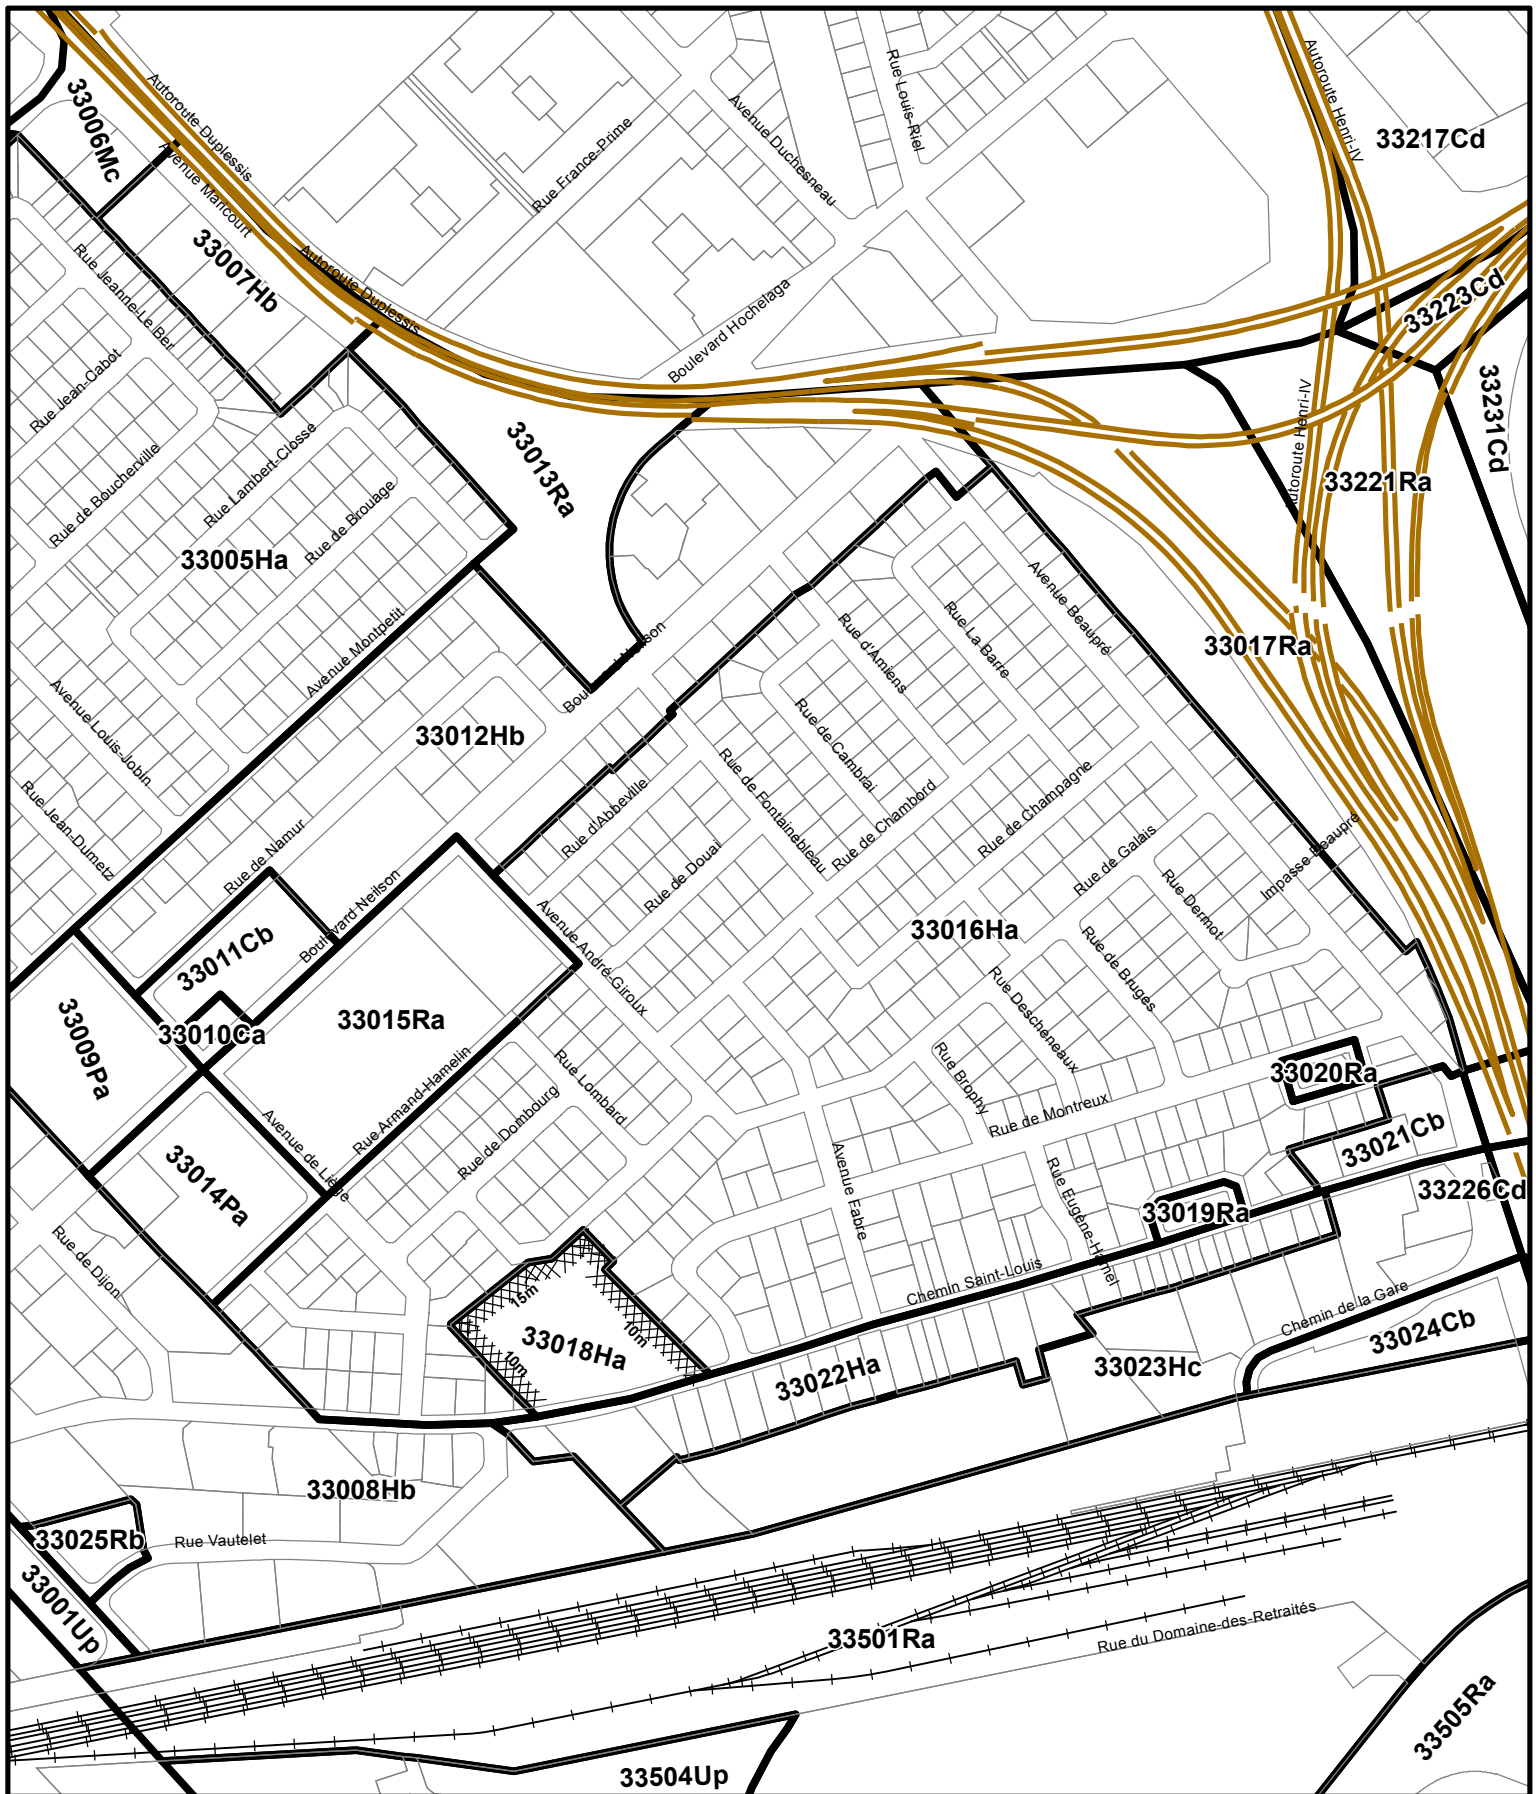 Autoroute Duplessis
33006Mc
Avenue Maricourt
Rue Louis-Riel
Avenue Duchesneau
Rue France-Prime
Autoroute Henri-IV
33217Cd
Rue Jeanne-Le Ber
33007Hb
Autoroute Duplessis
Boulevard Hochelaga
33223Cd
Rue Jean-Cabot
33231Cd
Rue Lambert-Closse
Rue de Boucherville
33013Ra
Autoroute Henri-IV
33221Ra
Rue de Brouage
33005Ha
Avenue Beaupré
Rue La Barre
Rue d'Amiens
33017Ra
Avenue Montpetit
Boulevard Neilson
Avenue Louis-Jobin
33012Hb
Rue de Cambrai
Rue de Fontainebleau
Rue d'Abbeville
Rue de Chambord
Rue de Champagne
Rue Jean-Dumetz
Rue de Namur
Rue de Douai
Rue de Galais
Impasse Beaupré
Boulevard Neilson
Rue Dermot
33011Cb
Avenue André-Giroux
33016Ha
Rue de Bruges
33009Pa
33010Ca
33015Ra
Rue Descheneaux
Rue Brophy
Rue Lombard
Rue Armand-Hamelin
Rue de Dombourg
33020Ra
Rue de Montreux
Avenue de Liège
33014Pa
33021Cb
Avenue Fabre
Rue Eugène-Hamel
33226Cd
33019Ra
Rue de Dijon
Chemin Saint-Louis
15m
10m
10m
33018Ha
Chemin de la Gare
33024Cb
33022Ha
33023Hc
33008Hb
33025Rb
Rue Vautelet
33001Up
33501Ra
Rue du Domaine-des-Retraités
33505Ra
33504Up